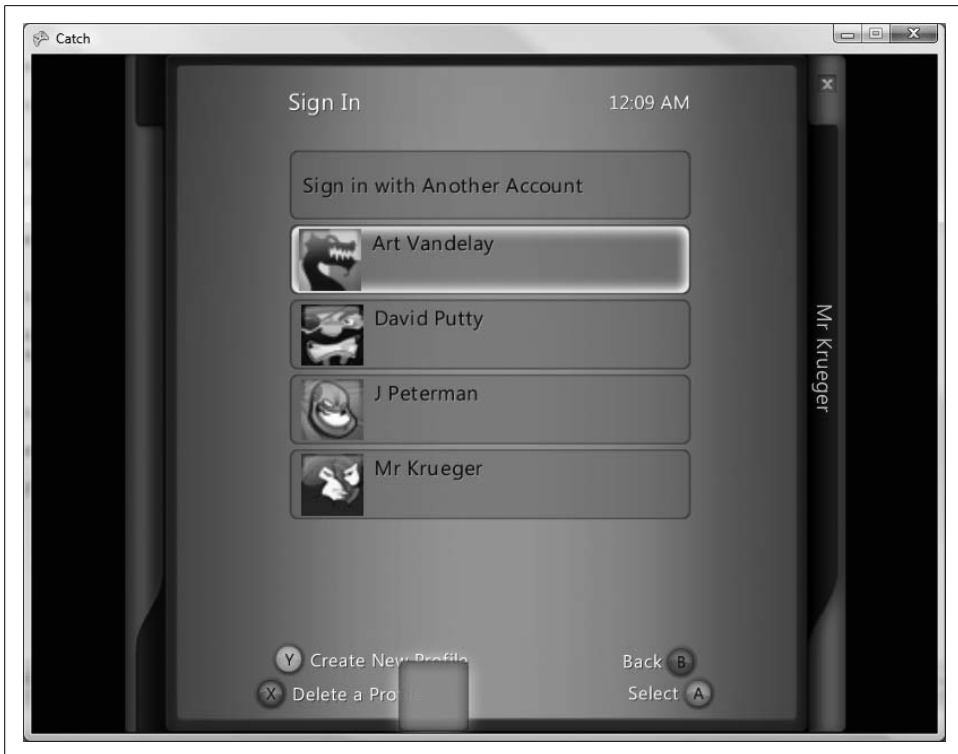 Catch
Sign In
12:09 AM
Sign in with Another Account
Art Vandelay
David Putty
J Peterman
Mr Krueger
Mr Krueger
Y Create New Profile
Back B
X Delete a Pro
Select A